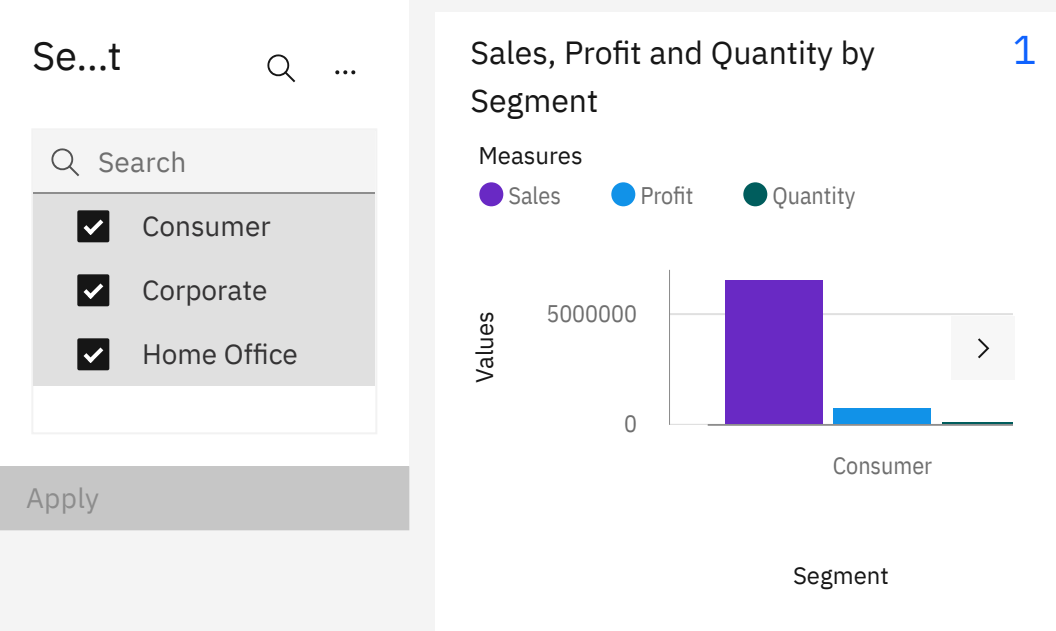 Se...t
Search
Consumer
Corporate
Home Office
Apply
Sales, Profit and Quantity by
Segment
1
Measures
Sales
Profit
Quantity
Values
5000000
0
Consumer
Segment